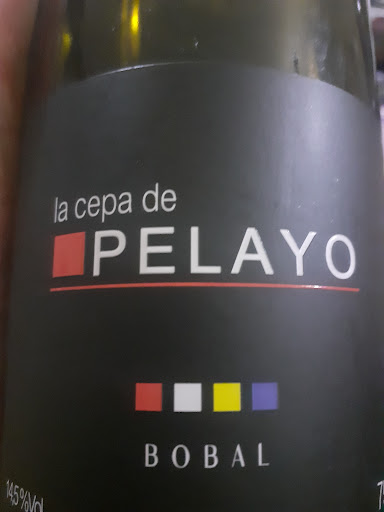 la cepa de
PELAYO
BOBAL
14,5%Vol